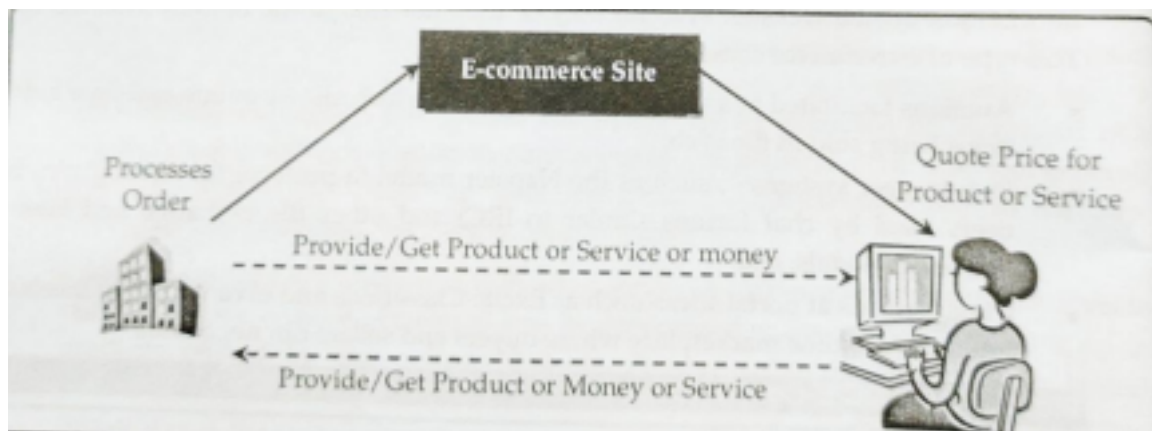 E-commerce Site
Processes
Order
Quote Price for
Product or Service
Provide/Get Product or Service or money
Provide/Get Product or Money or Service